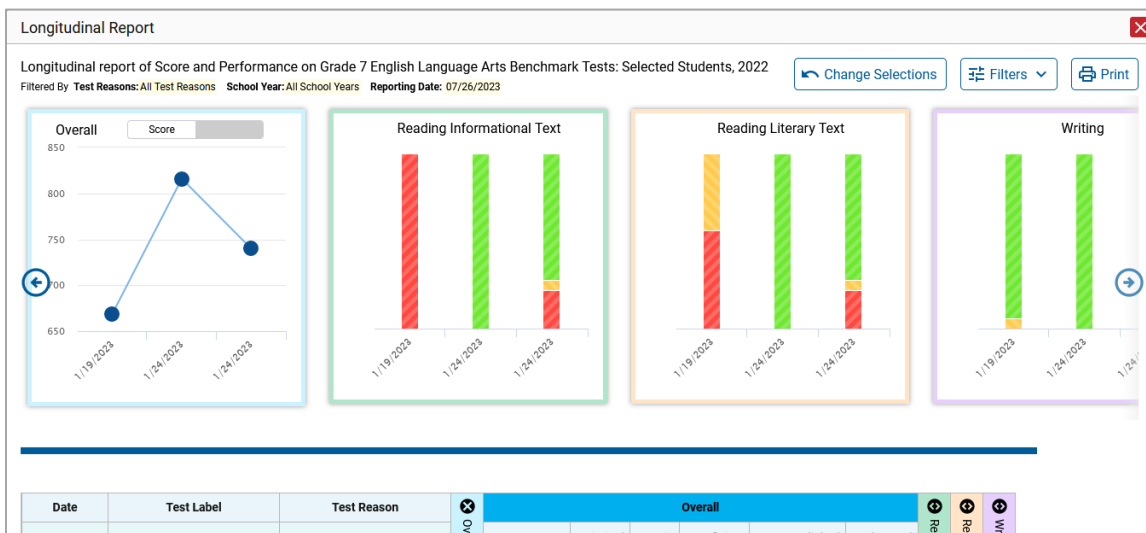 Longitudinal Report
Longitudinal report of Score and Performance on Grade 7 English Language Arts Benchmark Tests: Selected Students, 2022
Change Selections
Filters
Print
Filtered By Test Reasons: All Test Reasons School Year: All School Years Reporting Date: 07/26/2023
Overall
Score
850
800
750
700
650
1/19/2023
1/24/2023
1/24/2023
Reading Informational Text
1/19/2023
1/24/2023
1/24/2023
Reading Literary Text
1/19/2023
1/24/2023
1/24/2023
Writing
1/19/2023
1/24/2023
Date
Test Label
Test Reason
Overall